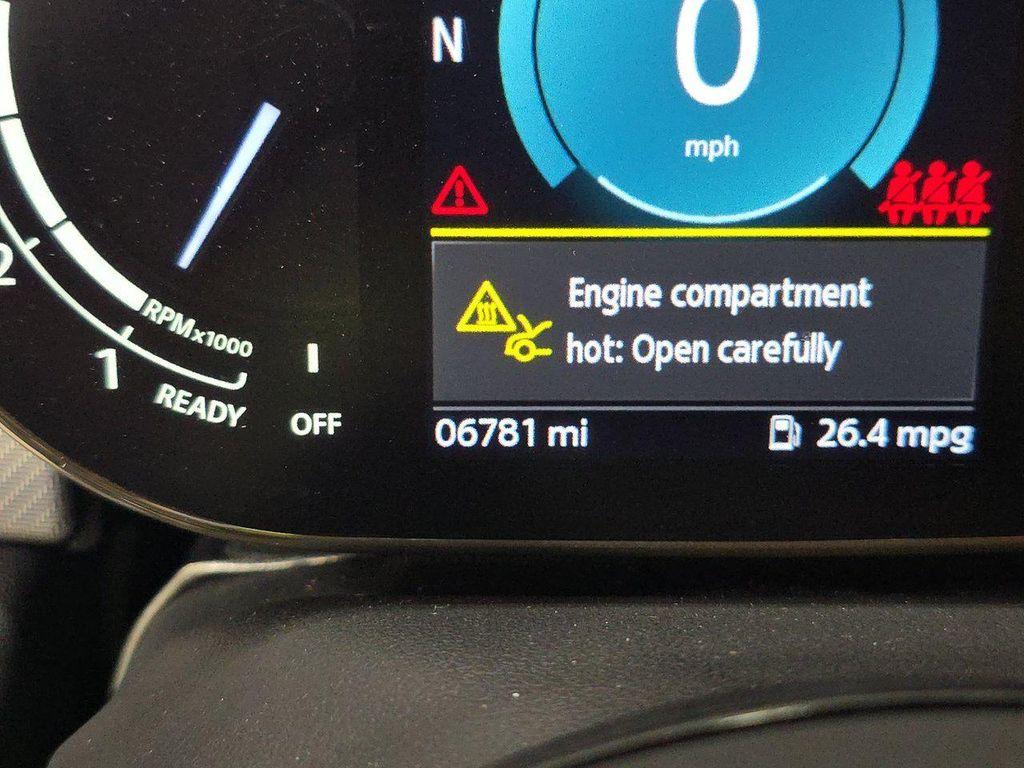 N
0
mph
2
RPMx1000
1
READY
OFF
Engine compartment
hot: Open carefully
06781 mi
26.4 mpg